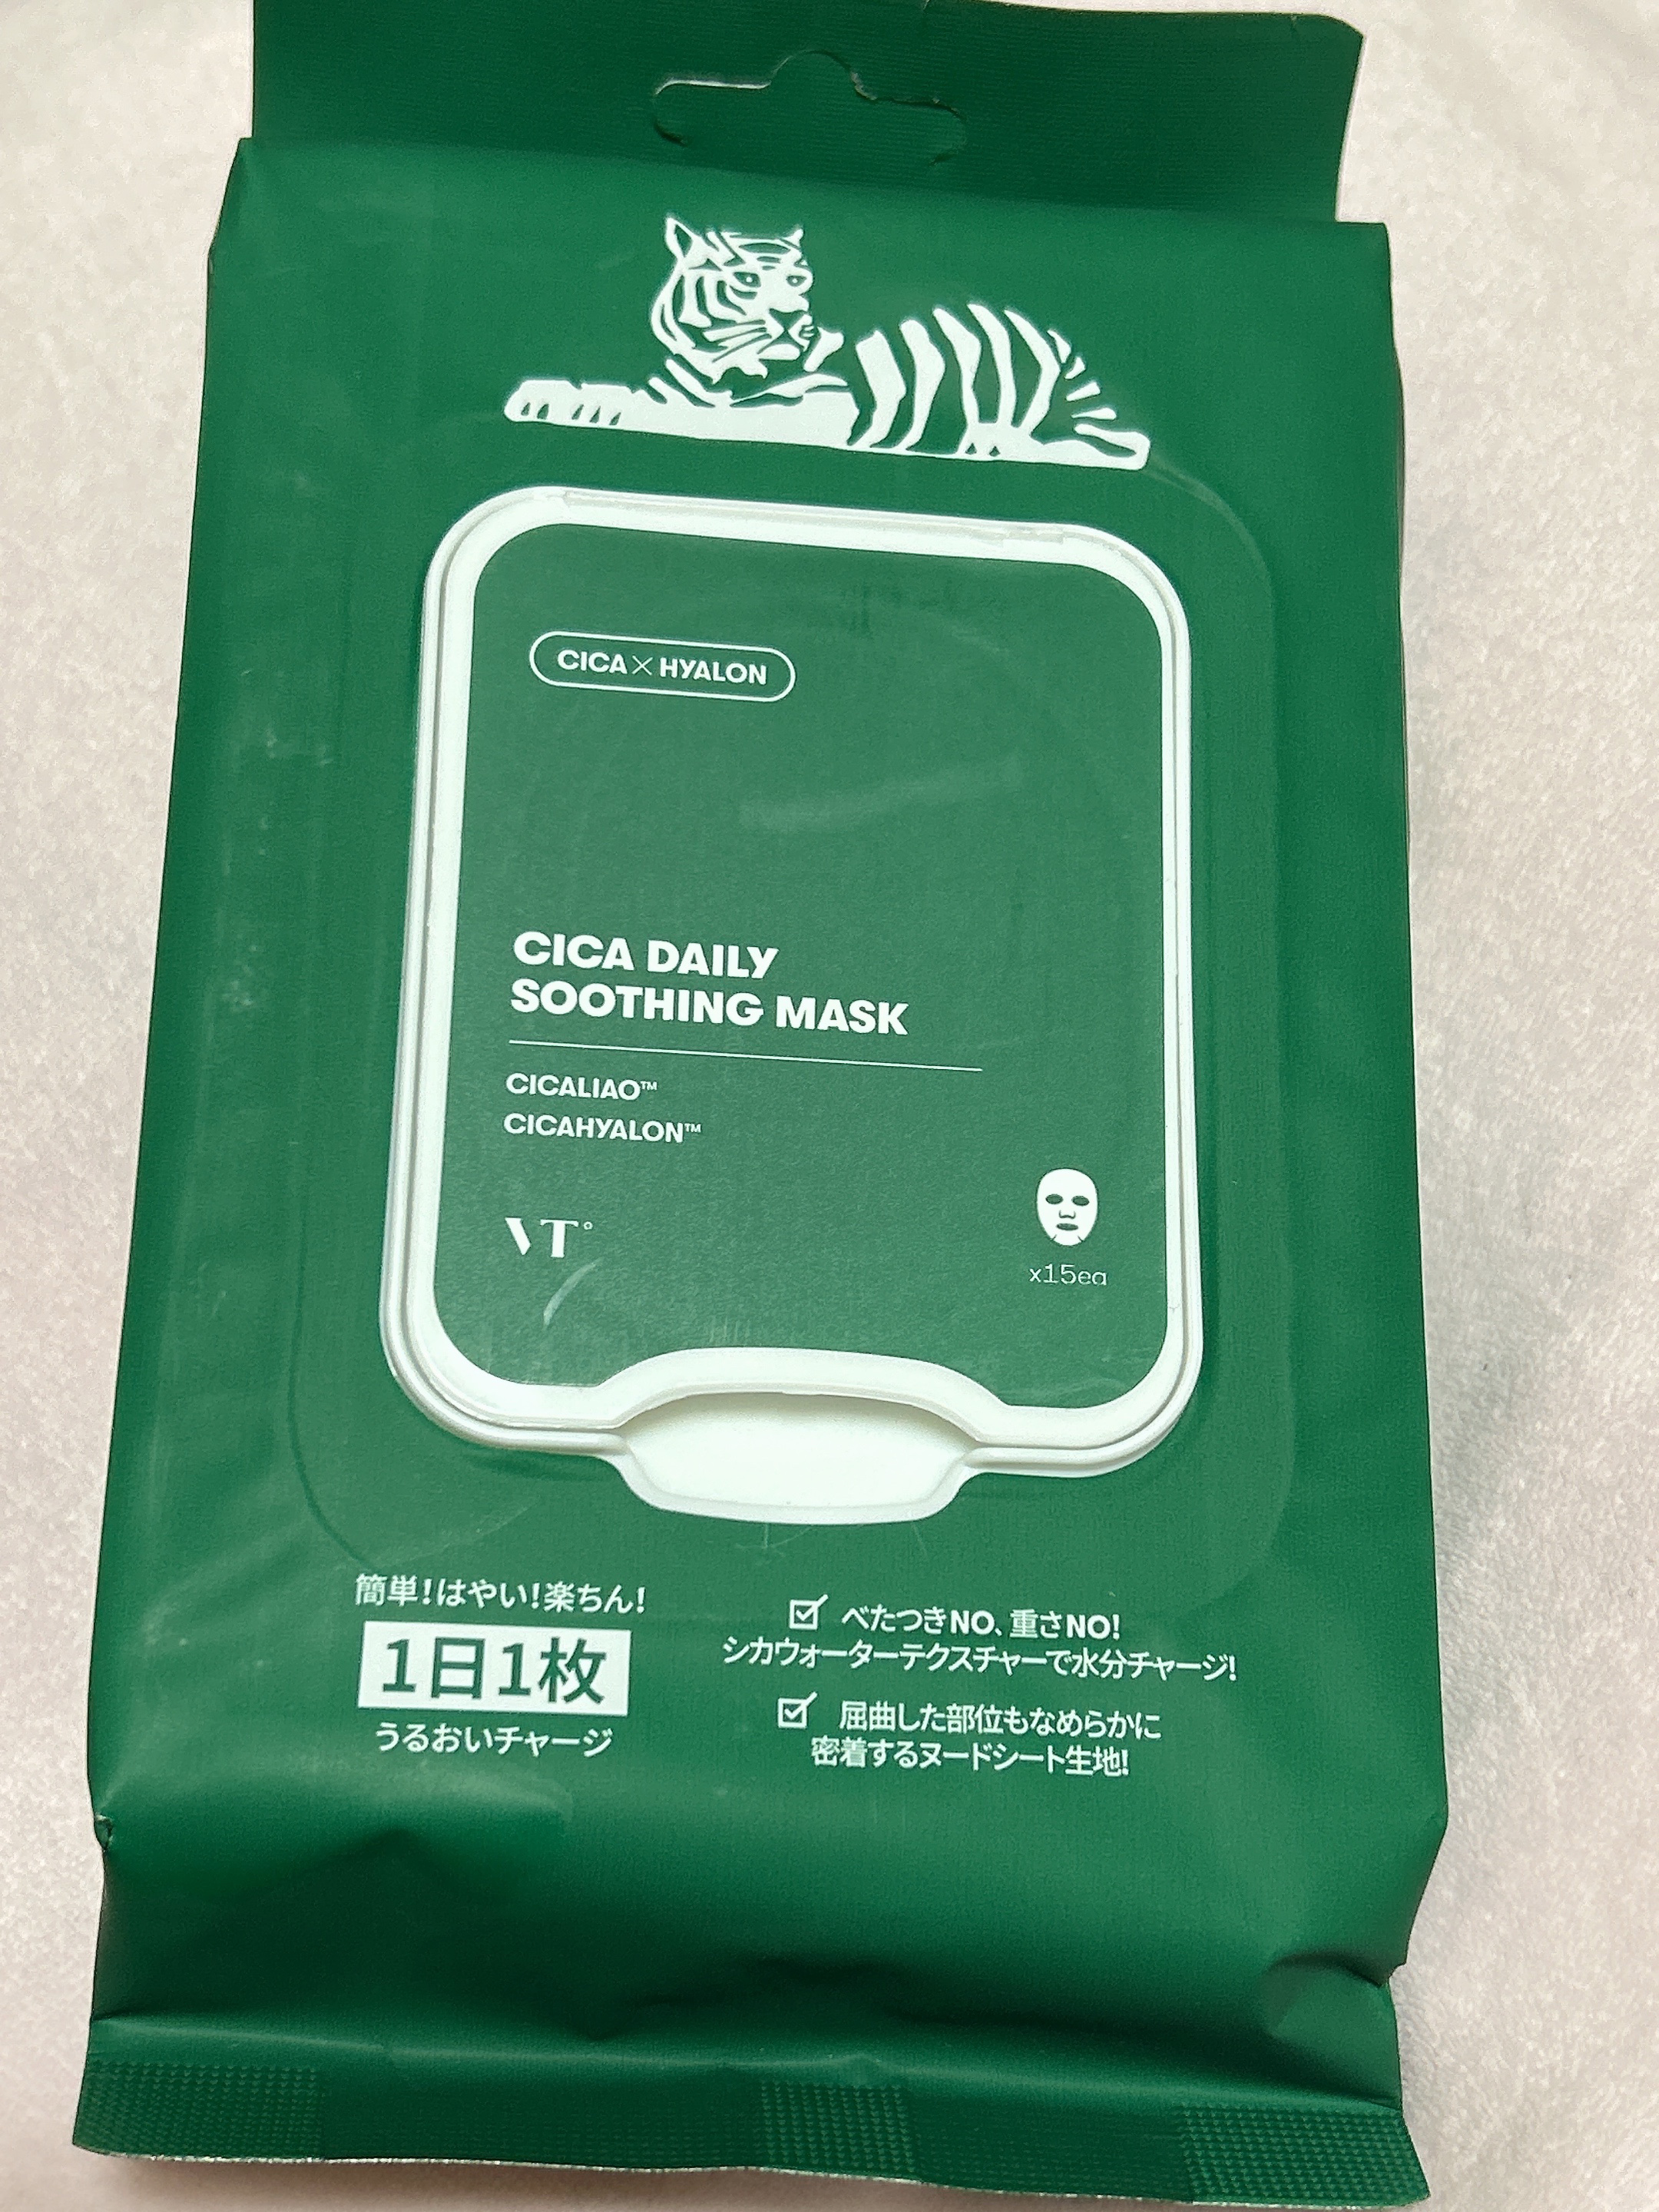 CICA×HYALON
CICA DAILY
SOOTHING MASK
CICALIAO™
CICAHYALON™
VT°
x15ea
簡単!はやい!楽ちん!
1日1枚
うるおいチャージ
べたつきNO、重さNO!
シカウォーターテクスチャーで水分チャージ!
屈曲した部位もなめらかに
密着するヌードシート生地!